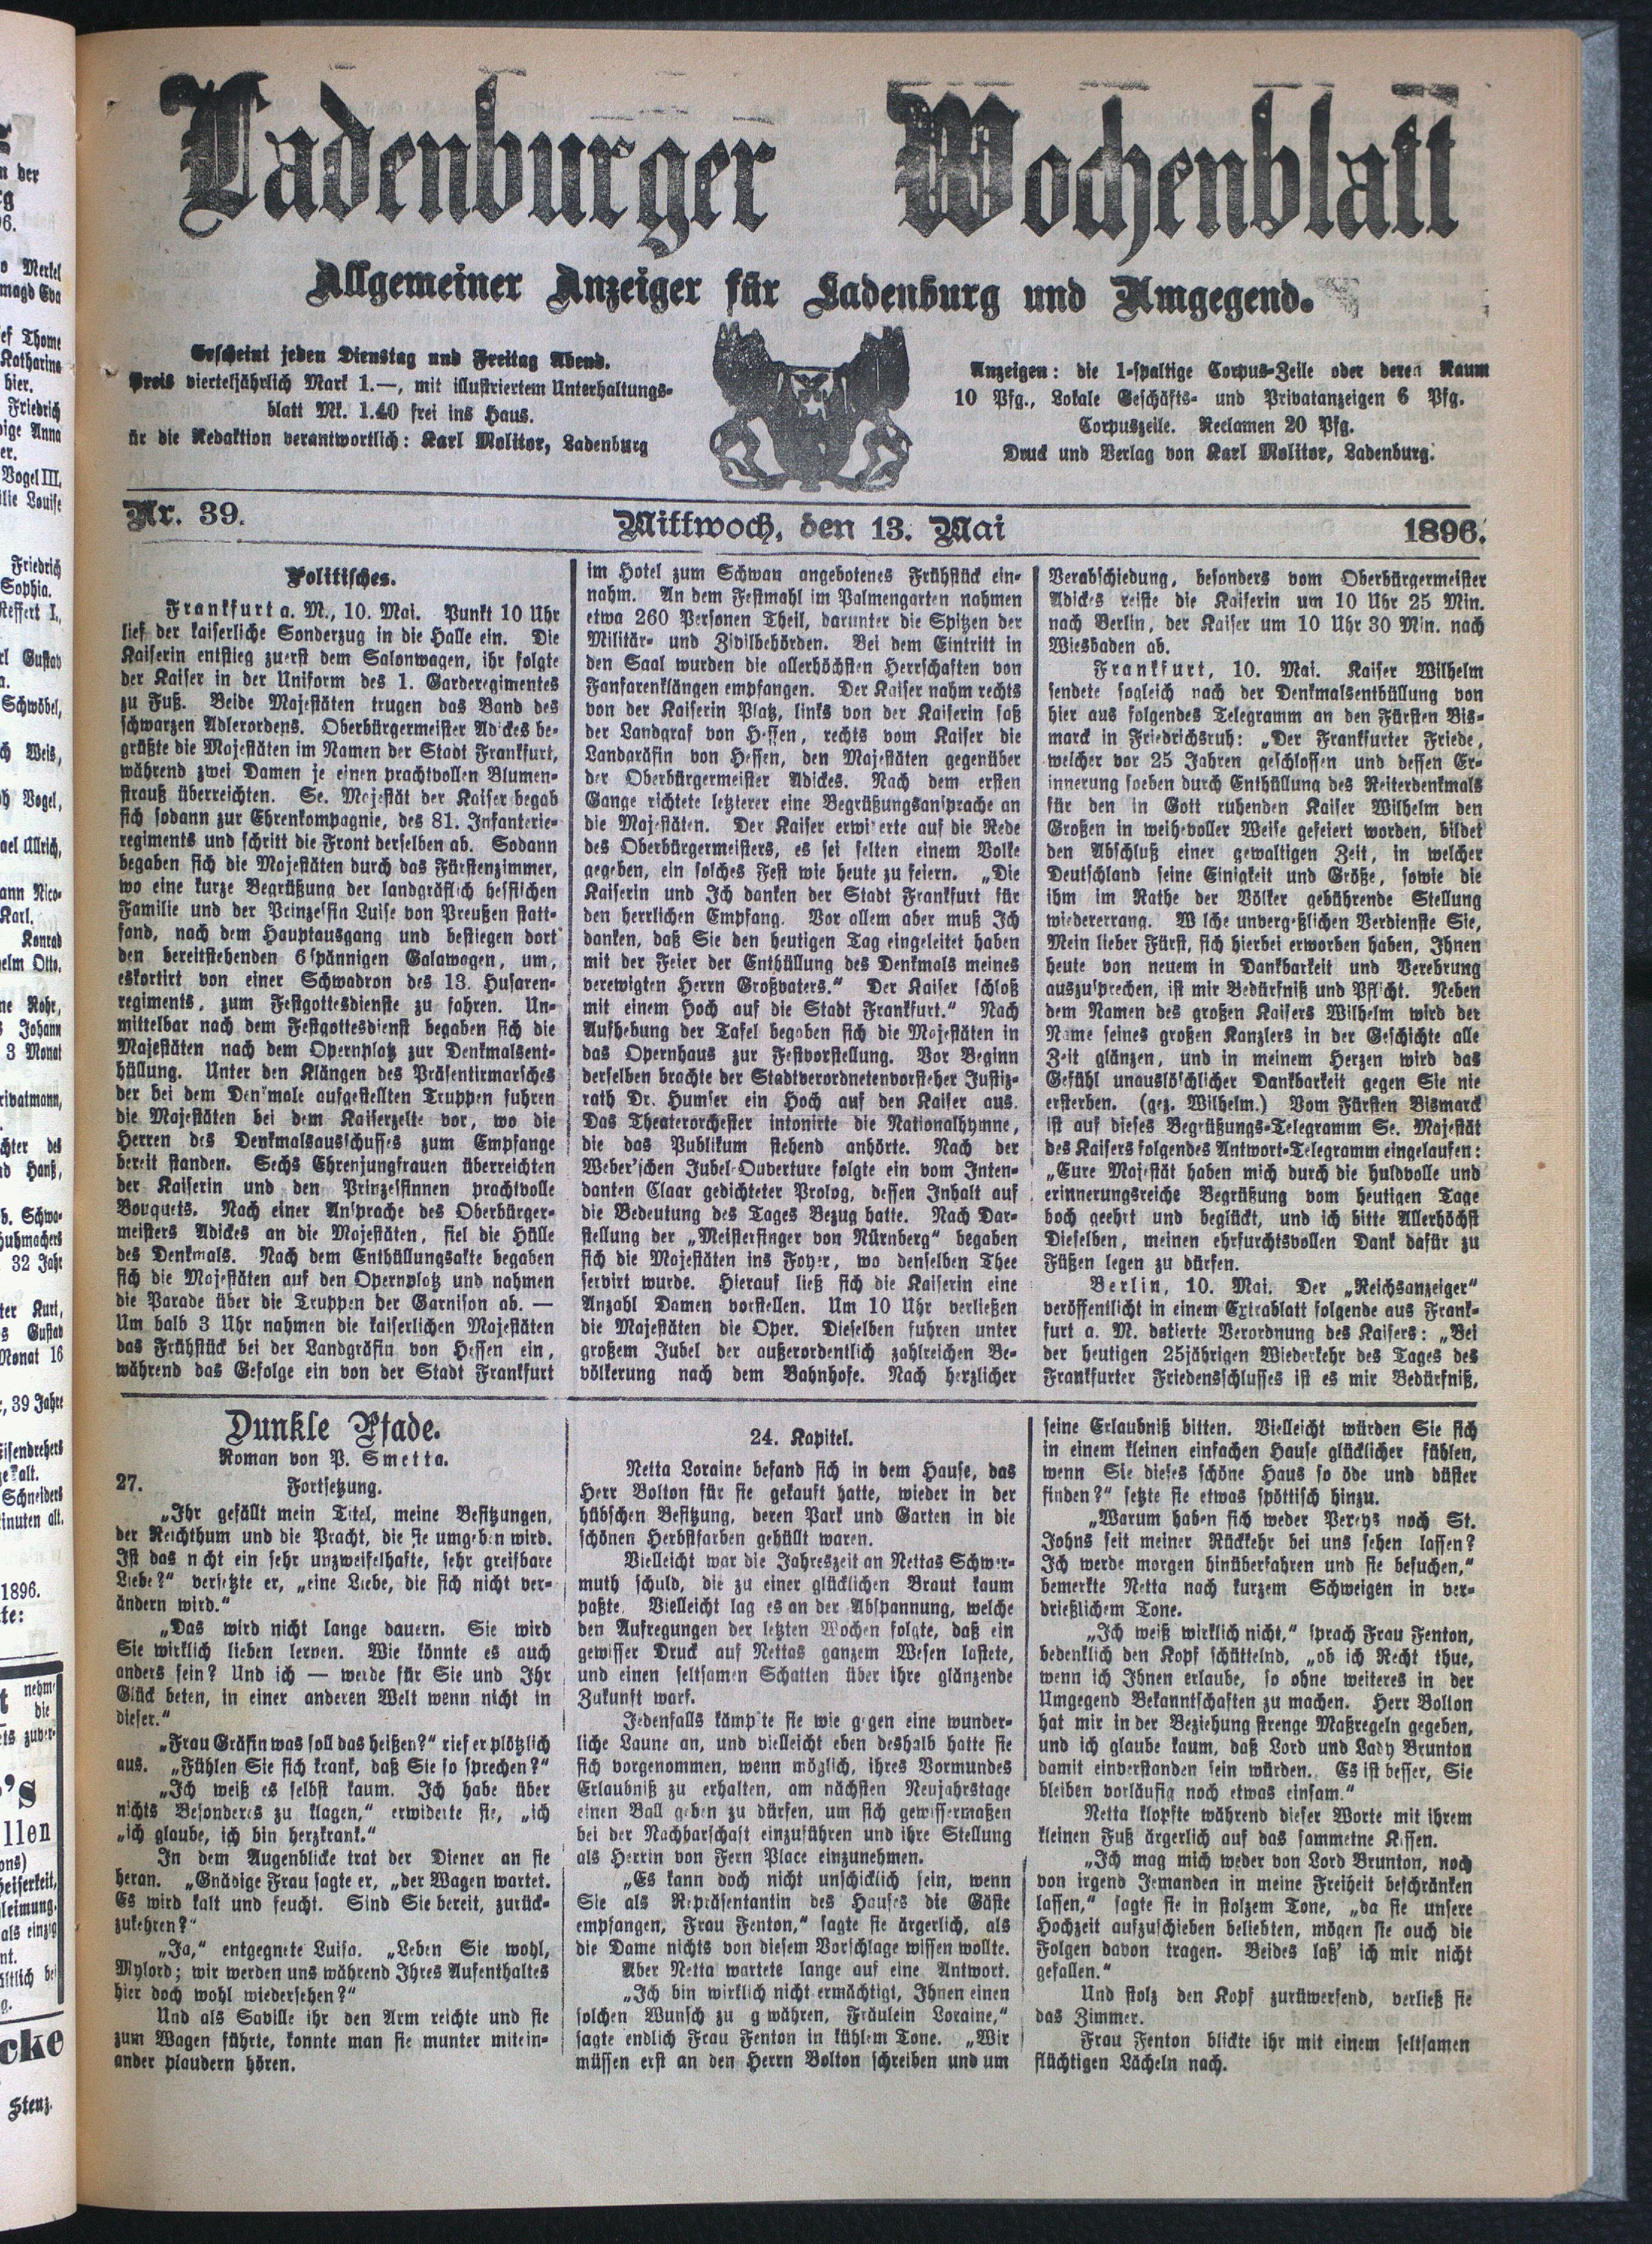 Ladenburger Wochenblatt
Allgemeiner Anzeiger für Ladenburg und Umgegend.
Erscheint jeden Dienstag und Freitag Abend.
Preis vierteljährlich Mark 1.—, mit illustriertem Unterhaltungs-
blatt Mk. 1.40 frei ins Haus.
ür die Redaktion verantwortlich: Karl Molitor, Ladenburg
Anzeigen: die 1-spaltige Corpus-Zeile oder deren Raum
10 Pfg., Lokale Geschäfts- und Privatanzeigen 6 Pfg.
Corpuszeile. Reclamen 20 Pfg.
Druck und Verlag von Karl Molitor, Ladenburg.
Nr. 39. Mittwoch, den 13. Mai 1896.
Politisches.
Frankfurt a. M., 10. Mai. Punkt 10 Uhr
lief der kaiserliche Sonderzug in die Halle ein. Die
Kaiserin entstieg zuerst dem Salonwagen, ihr folgte
der Kaiser in der Uniform des 1. Garderegimentes
zu Fuß. Beide Majestäten trugen das Band des
schwarzen Adlerordens. Oberbürgermeister Adickes be-
grüßte die Majestäten im Namen der Stadt Frankfurt,
während zwei Damen je einen prachtvollen Blumen-
strauß überreichten. Se. Majestät der Kaiser begab
sich sodann zur Ehrenkompagnie, des 81. Infanterie-
regiments und schritt die Front derselben ab. Sodann
begaben sich die Majestäten durch das Fürstenzimmer,
wo eine kurze Begrüßung der landgräflich hessischen
Familie und der Prinzessin Luise von Preußen statt-
fand, nach dem Hauptausgang und bestiegen dort
den bereitstehenden 6 spännigen Galawagen, um,
eskortirt von einer Schwadron des 13. Husaren-
regiments, zum Festgottesdienste zu fahren. Un-
mittelbar nach dem Festgottesdienst begaben sich die
Majestäten nach dem Opernplatz zur Denkmalsent-
hüllung. Unter den Klängen des Präsentirmarsches
der bei dem Denkmale aufgestellten Truppen fuhren
die Majestäten bei dem Kaiserzelte vor, wo die
Herren des Denkmalsausschusses zum Empfange
bereit standen. Sechs Ehrenjungfrauen überreichten
der Kaiserin und den Prinzessinnen prachtvolle
Bouquets. Nach einer Ansprache des Oberbürger-
meisters Adickes an die Majestäten, fiel die Hülle
des Denkmals. Nach dem Enthüllungsakte begaben
sich die Majestäten auf den Opernplatz und nahmen
die Parade über die Truppen der Garnison ab. —
Um halb 3 Uhr nahmen die kaiserlichen Majestäten
das Frühstück bei der Landgräfin von Hessen ein,
während das Gefolge ein von der Stadt Frankfurt
im Hotel zum Schwan angebotenes Frühstück ein-
nahm. An dem Festmahl im Palmengarten nahmen
etwa 260 Personen Theil, darunter die Spitzen der
Militär- und Zivilbehörden. Bei dem Eintritt in
den Saal wurden die allerhöchsten Herrschaften von
Fanfarenklängen empfangen. Der Kaiser nahm rechts
von der Kaiserin Platz, links von der Kaiserin saß
der Landgraf von Hessen, rechts vom Kaiser die
Landgräfin von Hessen, den Majestäten gegenüber
der Oberbürgermeister Adickes. Nach dem ersten
Gange richtete letzterer eine Begrüßungsansprache an
die Majestäten. Der Kaiser erwiderte auf die Rede
des Oberbürgermeisters, es sei selten einem Volke
gegeben, ein solches Fest wie heute zu feiern. „Die
Kaiserin und Ich danken der Stadt Frankfurt für
den herrlichen Empfang. Vor allem aber muß Ich
danken, daß Sie den heutigen Tag eingeleitet haben
mit der Feier der Enthüllung des Denkmals meines
verewigten Herrn Großvaters.“ Der Kaiser schloß
mit einem Hoch auf die Stadt Frankfurt.“ Nach
Aufhebung der Tafel begaben sich die Majestäten in
das Opernhaus zur Festvorstellung. Vor Beginn
derselben brachte der Stadtverordnetenvorsteher Justiz-
rath Dr. Humser ein Hoch auf den Kaiser aus.
Das Theaterorchester intonirte die Nationalhymne,
die das Publikum stehend anhörte. Nach der
Weber'schen Jubel-Ouverture folgte ein vom Inten-
danten Claar gedichteter Prolog, dessen Inhalt auf
die Bedeutung des Tages Bezug hatte. Nach Dar-
stellung der „Meistersinger von Nürnberg“ begaben
sich die Majestäten ins Foyer, wo denselben Thee
servirt wurde. Hierauf ließ sich die Kaiserin eine
Anzahl Damen vorstellen. Um 10 Uhr verließen
die Majestäten die Oper. Dieselben fuhren unter
großem Jubel der außerordentlich zahlreichen Be-
völkerung nach dem Bahnhofe. Nach herzlicher
Verabschiedung, besonders vom Oberbürgermeister
Adickes reiste die Kaiserin um 10 Uhr 25 Min.
nach Berlin, der Kaiser um 10 Uhr 30 Min. nach
Wiesbaden ab.
Frankfurt, 10. Mai. Kaiser Wilhelm
sendete sogleich nach der Denkmalsenthüllung von
hier aus folgendes Telegramm an den Fürsten Bis-
marck in Friedrichsruh: „Der Frankfurter Friede,
welcher vor 25 Jahren geschlossen und dessen Er-
innerung soeben durch Enthüllung des Reiterdenkmals
für den in Gott ruhenden Kaiser Wilhelm den
Großen in weihevoller Weise gefeiert worden, bildet
den Abschluß einer gewaltigen Zeit, in welcher
Deutschland seine Einigkeit und Größe, sowie die
ihm im Rathe der Völker gebührende Stellung
wiedererrang. W lche unvergeßlichen Verdienste Sie,
Mein lieber Fürst, sich hierbei erworben haben, Ihnen
heute von neuem in Dankbarkeit und Verehrung
auszusprechen, ist mir Bedürfniß und Pflicht. Neben
dem Namen des großen Kaisers Wilhelm wird der
Name seines großen Kanzlers in der Geschichte alle
Zeit glänzen, und in meinem Herzen wird das
Gefühl unauslöschlicher Dankbarkeit gegen Sie nie
ersterben. (gez. Wilhelm.) Vom Fürsten Bismarck
ist auf dieses Begrüßungs-Telegramm Se. Majestät
des Kaisers folgendes Antwort-Telegramm eingelaufen:
„Eure Majestät haben mich durch die huldvolle und
erinnerungsreiche Begrüßung vom heutigen Tage
hoch geehrt und beglückt, und ich bitte Allerhöchst
Dieselben, meinen ehrfurchtsvollen Dank dafür zu
Füßen legen zu dürfen.
Berlin, 10. Mai. Der „Reichsanzeiger“
veröffentlicht in einem Extrablatt folgende aus Frank-
furt a. M. datierte Verordnung des Kaisers: „Bei
der heutigen 25jährigen Wiederkehr des Tages des
Frankfurter Friedensschlusses ist es mir Bedürfniß,
Dunkle Pfade.
Roman von P. Smetta.
27. Fortsetzung.
„Ihr gefällt mein Titel, meine Besitzungen,
der Reichthum und die Pracht, die sie umgeben wird.
Ist das nicht ein sehr unzweifelhafte, sehr greifbare
Liebe?“ versetzte er, „eine Liebe, die sich nicht ver-
ändern wird.“
„Das wird nicht lange dauern. Sie wird
Sie wirklich lieben lernen. Wie könnte es auch
anders sein? Und ich — werde für Sie und Ihr
Glück beten, in einer anderen Welt wenn nicht in
dieser.“
„Frau Gräfin was soll das heißen?“ rief er plötzlich
aus. „Fühlen Sie sich krank, daß Sie so sprechen?“
„Ich weiß es selbst kaum. Ich habe über
nichts Besonderes zu klagen,“ erwiderte sie, „ich
„ich glaube, ich bin herzkrank.“
In dem Augenblicke trat der Diener an sie
heran. „Gnädige Frau sagte er, „der Wagen wartet.
Es wird kalt und feucht. Sind Sie bereit, zurück-
zukehren?“
„Ja,“ entgegnete Luisa. „Leben Sie wohl,
Mylord; wir werden uns während Ihres Aufenthaltes
hier doch wohl wiedersehen?“
Und als Saville ihr den Arm reichte und sie
zum Wagen führte, konnte man sie munter mitein-
ander plaudern hören.
24. Kapitel.
Netta Loraine befand sich in dem Hause, das
Herr Bolton für sie gekauft hatte, wieder in der
hübschen Besitzung, deren Park und Garten in die
schönen Herbstfarben gehüllt waren.
Vielleicht war die Jahreszeit an Nettas Schwer-
muth schuld, die zu einer glücklichen Braut kaum
paßte. Vielleicht lag es an der Abspannung, welche
den Aufregungen der letzten Wochen folgte, daß ein
gewisser Druck auf Nettas ganzem Wesen lastete,
und einen seltsamen Schatten über ihre glänzende
Zukunft warf.
Jedenfalls kämpfte sie wie gegen eine wunder-
liche Laune an, und vielleicht eben deshalb hatte sie
sich vorgenommen, wenn möglich, ihres Vormundes
Erlaubniß zu erhalten, am nächsten Neujahrstage
einen Ball geben zu dürfen, um sich gewissermaßen
bei der Nachbarschaft einzuführen und ihre Stellung
als Herrin von Fern Place einzunehmen.
„Es kann doch nicht unschicklich sein, wenn
Sie als Repräsentantin des Hauses die Gäste
empfangen, Frau Fenton,“ sagte sie ärgerlich, als
die Dame nichts von diesem Vorschlage wissen wollte.
Aber Netta wartete lange auf eine Antwort.
„Ich bin wirklich nicht ermächtigt, Ihnen einen
solchen Wunsch zu g währen, Fräulein Loraine,“
sagte endlich Frau Fenton in kühlem Tone. „Wir
müssen erst an den Herrn Bolton schreiben und um
seine Erlaubniß bitten. Vielleicht würden Sie sich
in einem kleinen einfachen Hause glücklicher fühlen,
wenn Sie dieses schöne Haus so öde und düster
finden?“ setzte sie etwas spöttisch hinzu.
„Warum haben sich weder Percys noch St.
Johns seit meiner Rückkehr bei uns sehen lassen?
Ich werde morgen hinüberfahren und sie besuchen,“
bemerkte Netta nach kurzem Schweigen in ver-
drießlichem Tone.
„Ich weiß wirklich nicht,“ sprach Frau Fenton,
bedenklich den Kopf schüttelnd, „ob ich Recht thue,
wenn ich Ihnen erlaube, so ohne weiteres in der
Umgegend Bekanntschaften zu machen. Herr Bolton
hat mir in der Beziehung strenge Maßregeln gegeben,
und ich glaube kaum, daß Lord und Lady Brunton
damit einverstanden sein würden. Es ist besser, Sie
bleiben vorläufig noch etwas einsam.“
Netta klopfte während dieser Worte mit ihrem
kleinen Fuß ärgerlich auf das sammetne Kissen.
„Ich mag mich weder von Lord Brunton, noch
von irgend Jemanden in meine Freiheit beschränken
lassen,“ sagte sie in stolzem Tone, „da sie unsere
Hochzeit aufzuschieben beliebten, mögen sie auch die
Folgen davon tragen. Beides laß' ich mir nicht
gefallen.“
Und stolz den Kopf zurückwerfend, verließ sie
das Zimmer.
Frau Fenton blickte ihr mit einem seltsamen
flüchtigen Lächeln nach.